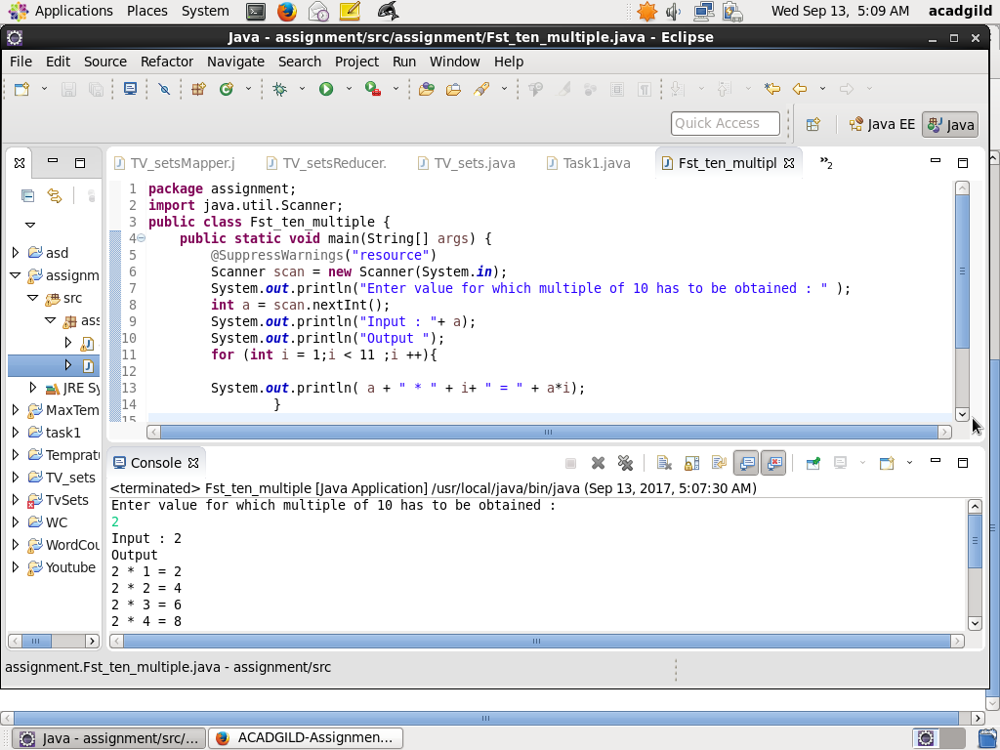 Applications Places System Wed Sep 13, 5:09 AM acadgild
Java - assignment/src/assignment/Fst_ten_multiple.java - Eclipse
File Edit Source Refactor Navigate Search Project Run Window Help
Quick Access Java EE Java
TV_setsMapper.j TV_setsReducer. TV_sets.java Task1.java Fst_ten_multipl »2
asd
assignm
src
ass
JRE Sy
MaxTem
task1
Temprat
TV_sets
TvSets
WC
WordCou
Youtube
1 package assignment;
2 import java.util.Scanner;
3 public class Fst_ten_multiple {
4 public static void main(String[] args) {
5 @SuppressWarnings("resource")
6 Scanner scan = new Scanner(System.in);
7 System.out.println("Enter value for which multiple of 10 has to be obtained : " );
8 int a = scan.nextInt();
9 System.out.println("Input : "+ a);
10 System.out.println("Output ");
11 for (int i = 1;i < 11 ;i ++){
12
13 System.out.println( a + " * " + i+ " = " + a*i);
14 }
15
Console
<terminated> Fst_ten_multiple [Java Application] /usr/local/java/bin/java (Sep 13, 2017, 5:07:30 AM)
Enter value for which multiple of 10 has to be obtained :
2
Input : 2
Output
2 * 1 = 2
2 * 2 = 4
2 * 3 = 6
2 * 4 = 8
assignment.Fst_ten_multiple.java - assignment/src
Java - assignment/src/... ACADGILD-Assignmen...